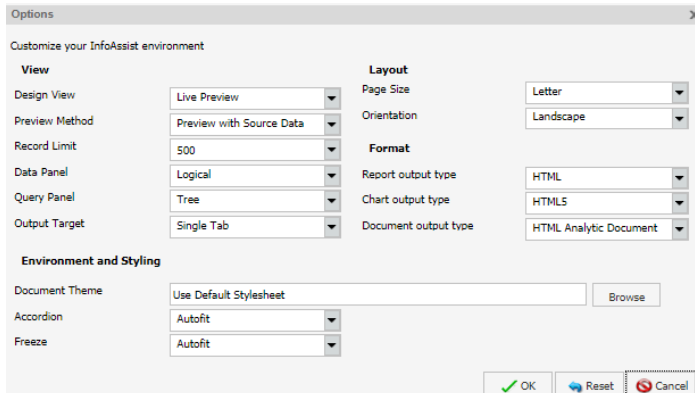 Options
Customize your InfoAssist environment
View
Design View Live Preview
Preview Method Preview with Source Data
Record Limit 500
Data Panel Logical
Query Panel Tree
Output Target Single Tab
Layout
Page Size Letter
Orientation Landscape
Format
Report output type HTML
Chart output type HTML5
Document output type HTML Analytic Document
Environment and Styling
Document Theme Use Default Stylesheet Browse
Accordion Autofit
Freeze Autofit
OK Reset Cancel